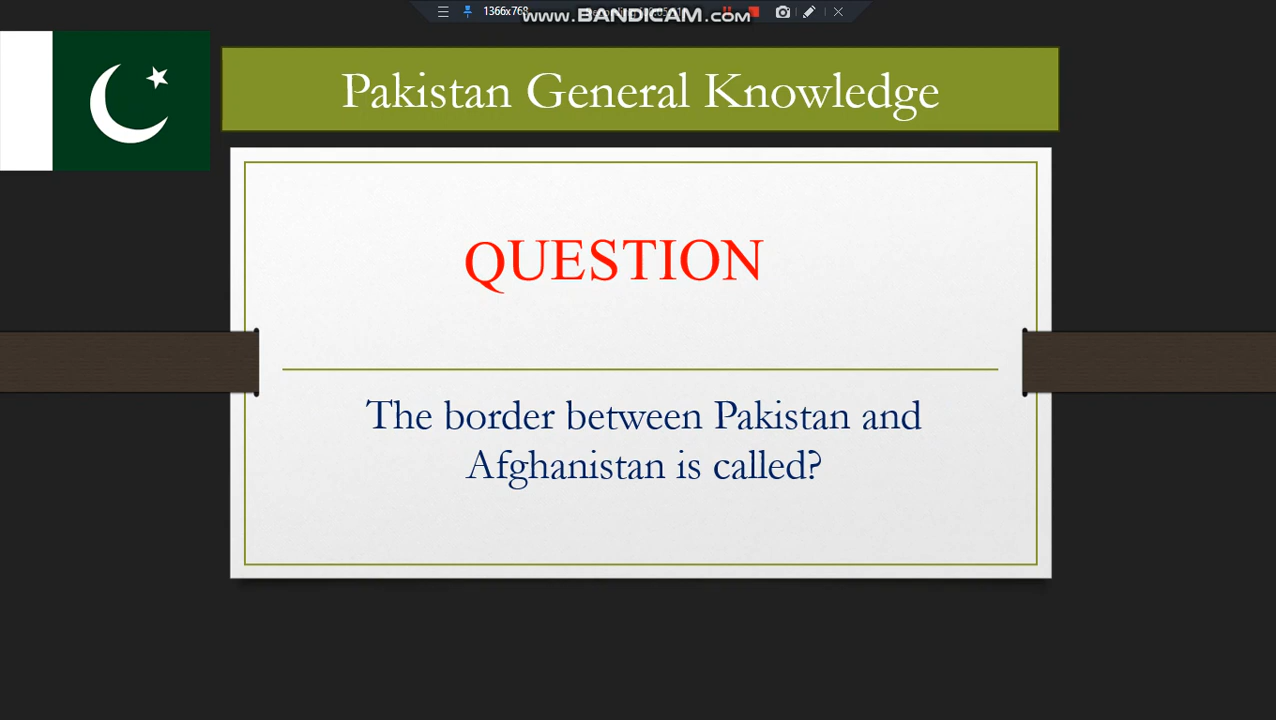 1366x768
www.BANDICAM.com
Pakistan General Knowledge
QUESTION
The border between Pakistan and
Afghanistan is called?